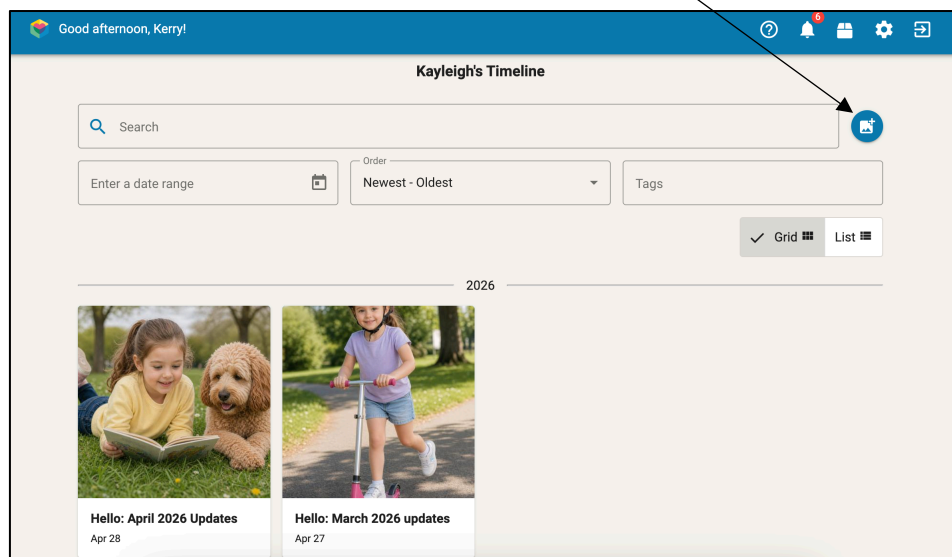 Good afternoon, Kerry!
6
Kayleigh's Timeline
Search
Enter a date range
Order
Newest - Oldest
Tags
Grid
List
2026
Hello: April 2026 Updates
Apr 28
Hello: March 2026 updates
Apr 27